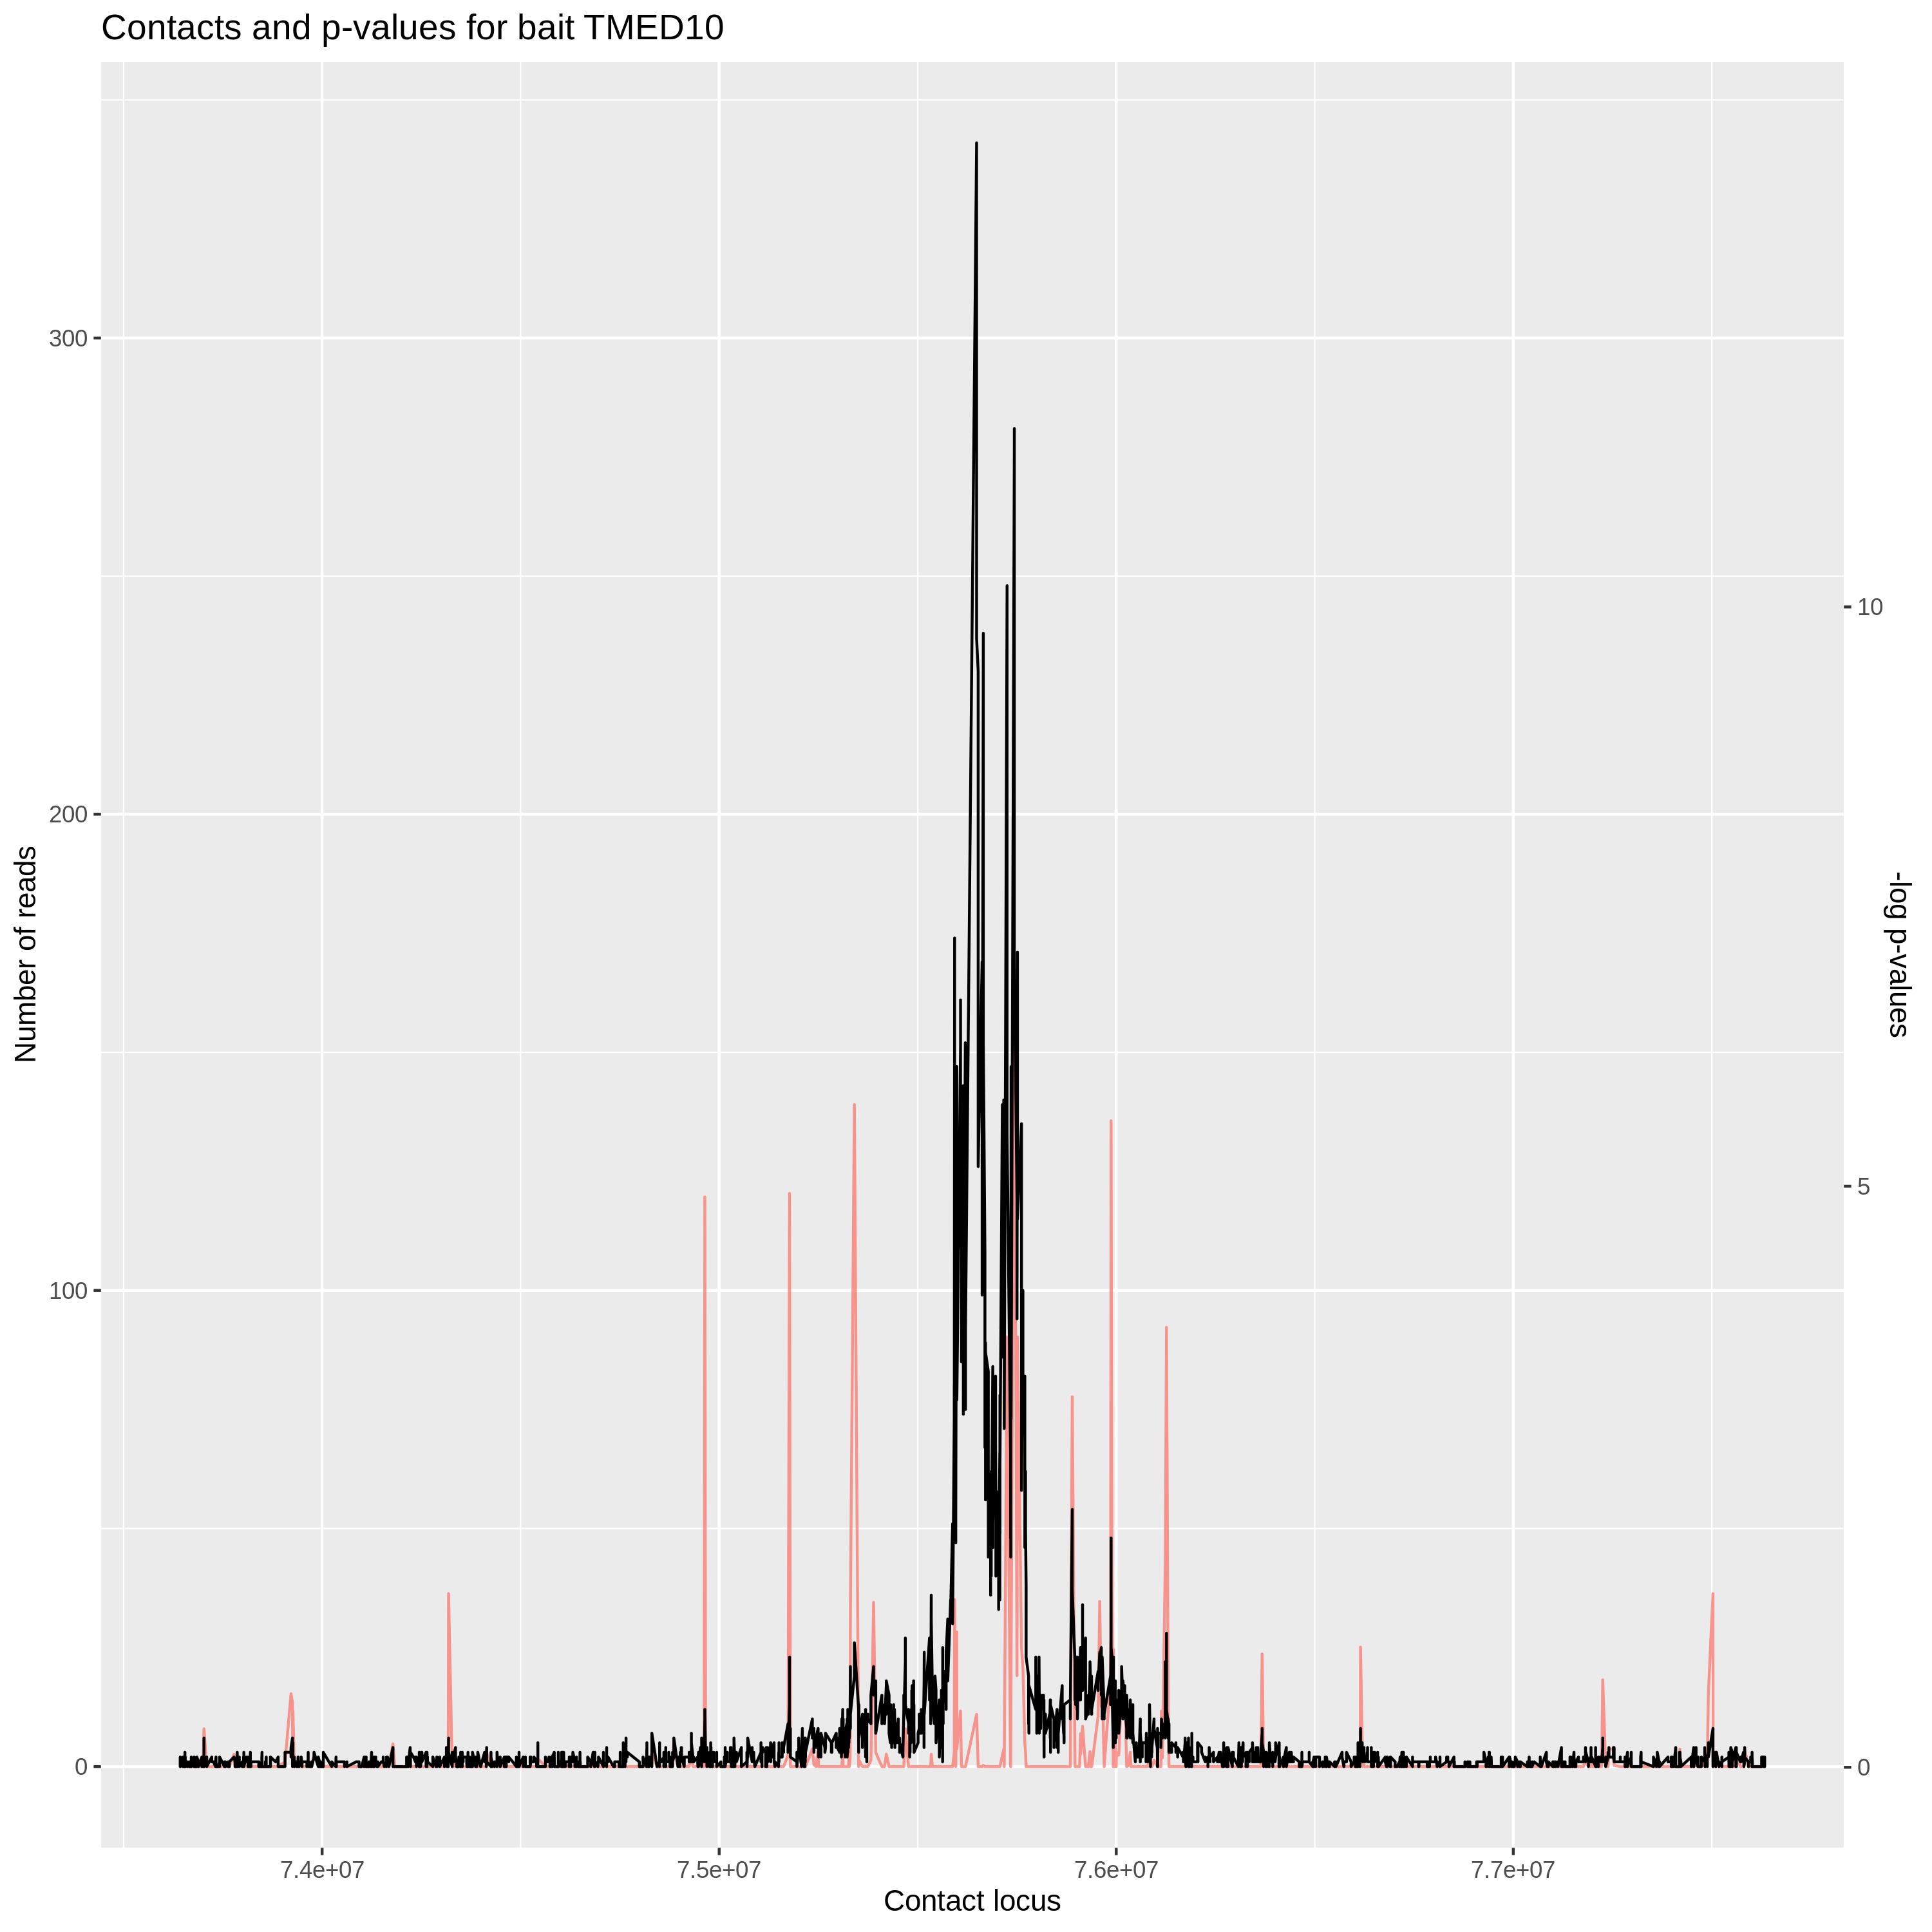 Contacts and p-values for bait TMED10
Number of reads
300
200
100
0
10
5
0
-log p-values
7.4e+07
7.5e+07
7.6e+07
7.7e+07
Contact locus